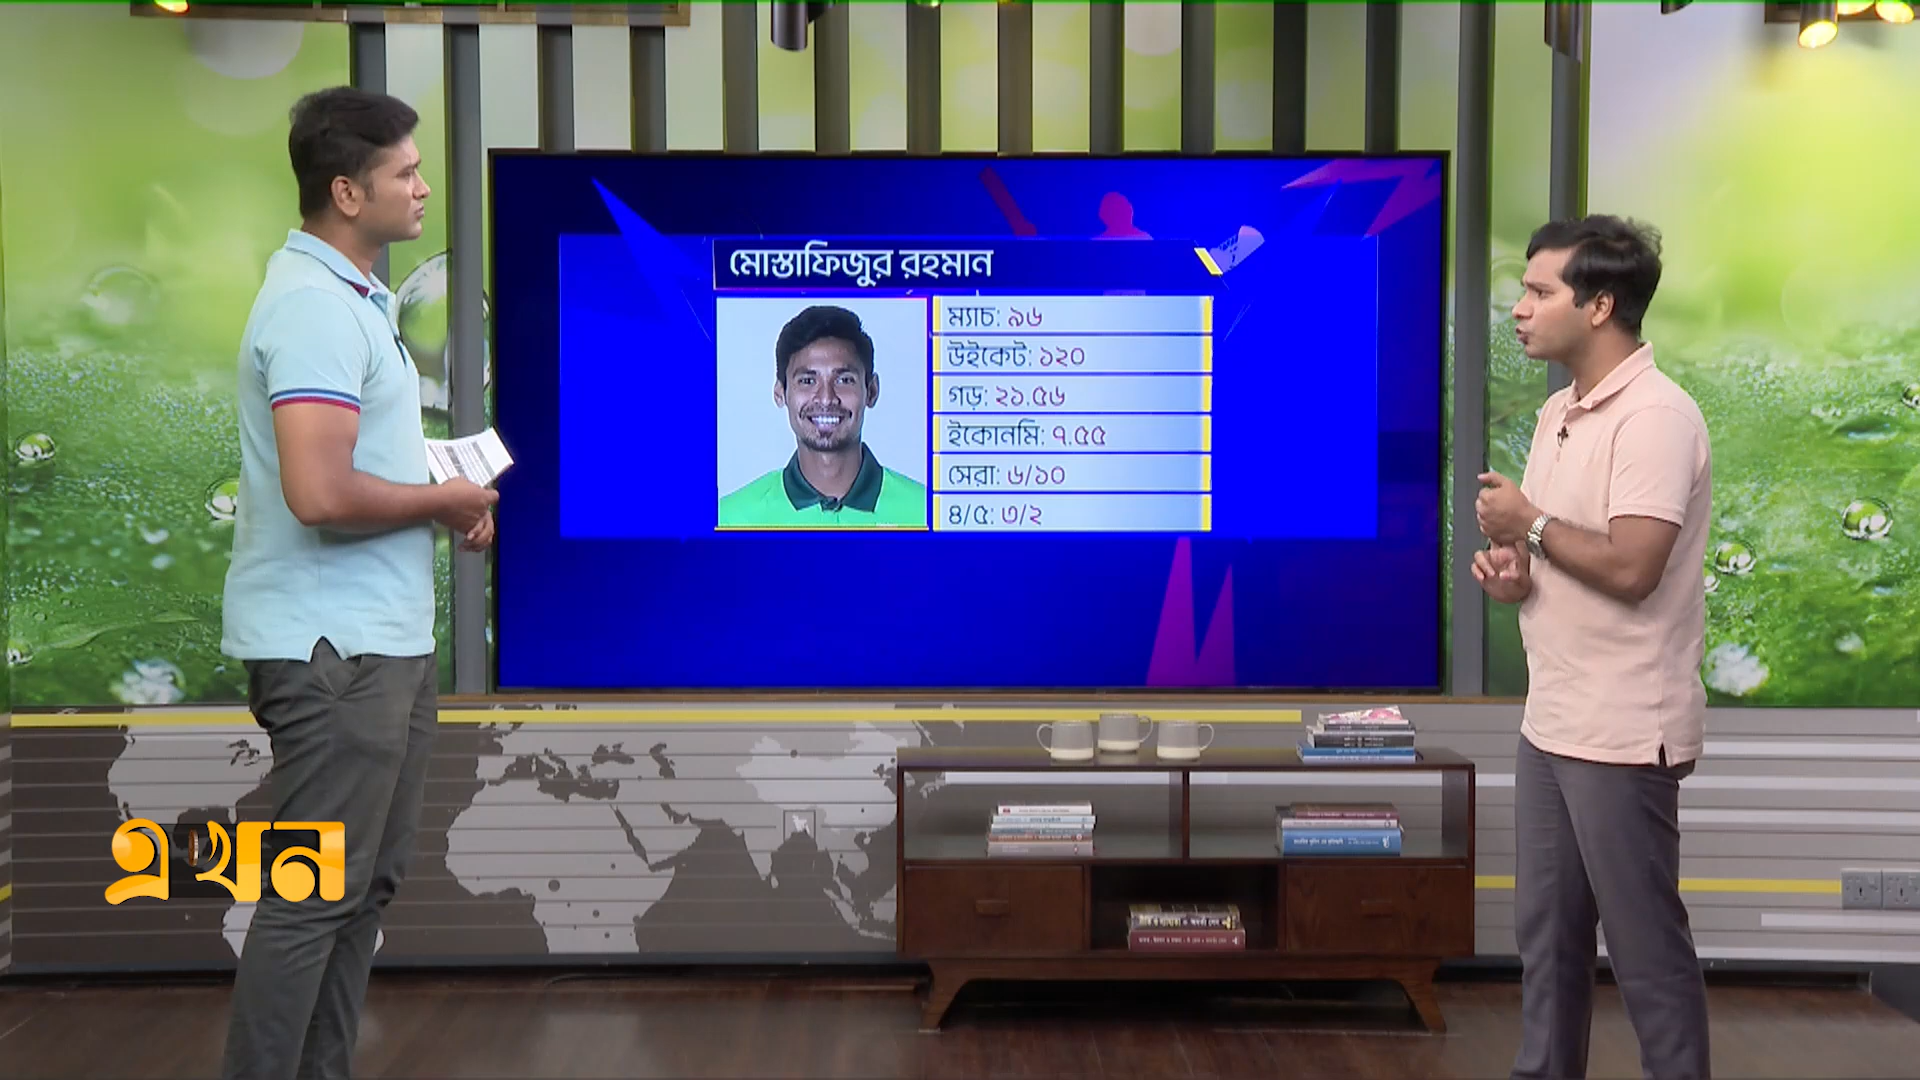 মোস্তাফিজুর রহমান
ম্যাচ: ৯৬
উইকেট: ১২০
গড়: ২১.৫৬
ইকোনমি: ৭.৫৫
সেরা: ৬/১০
৪/৫: ৩/২
এখন